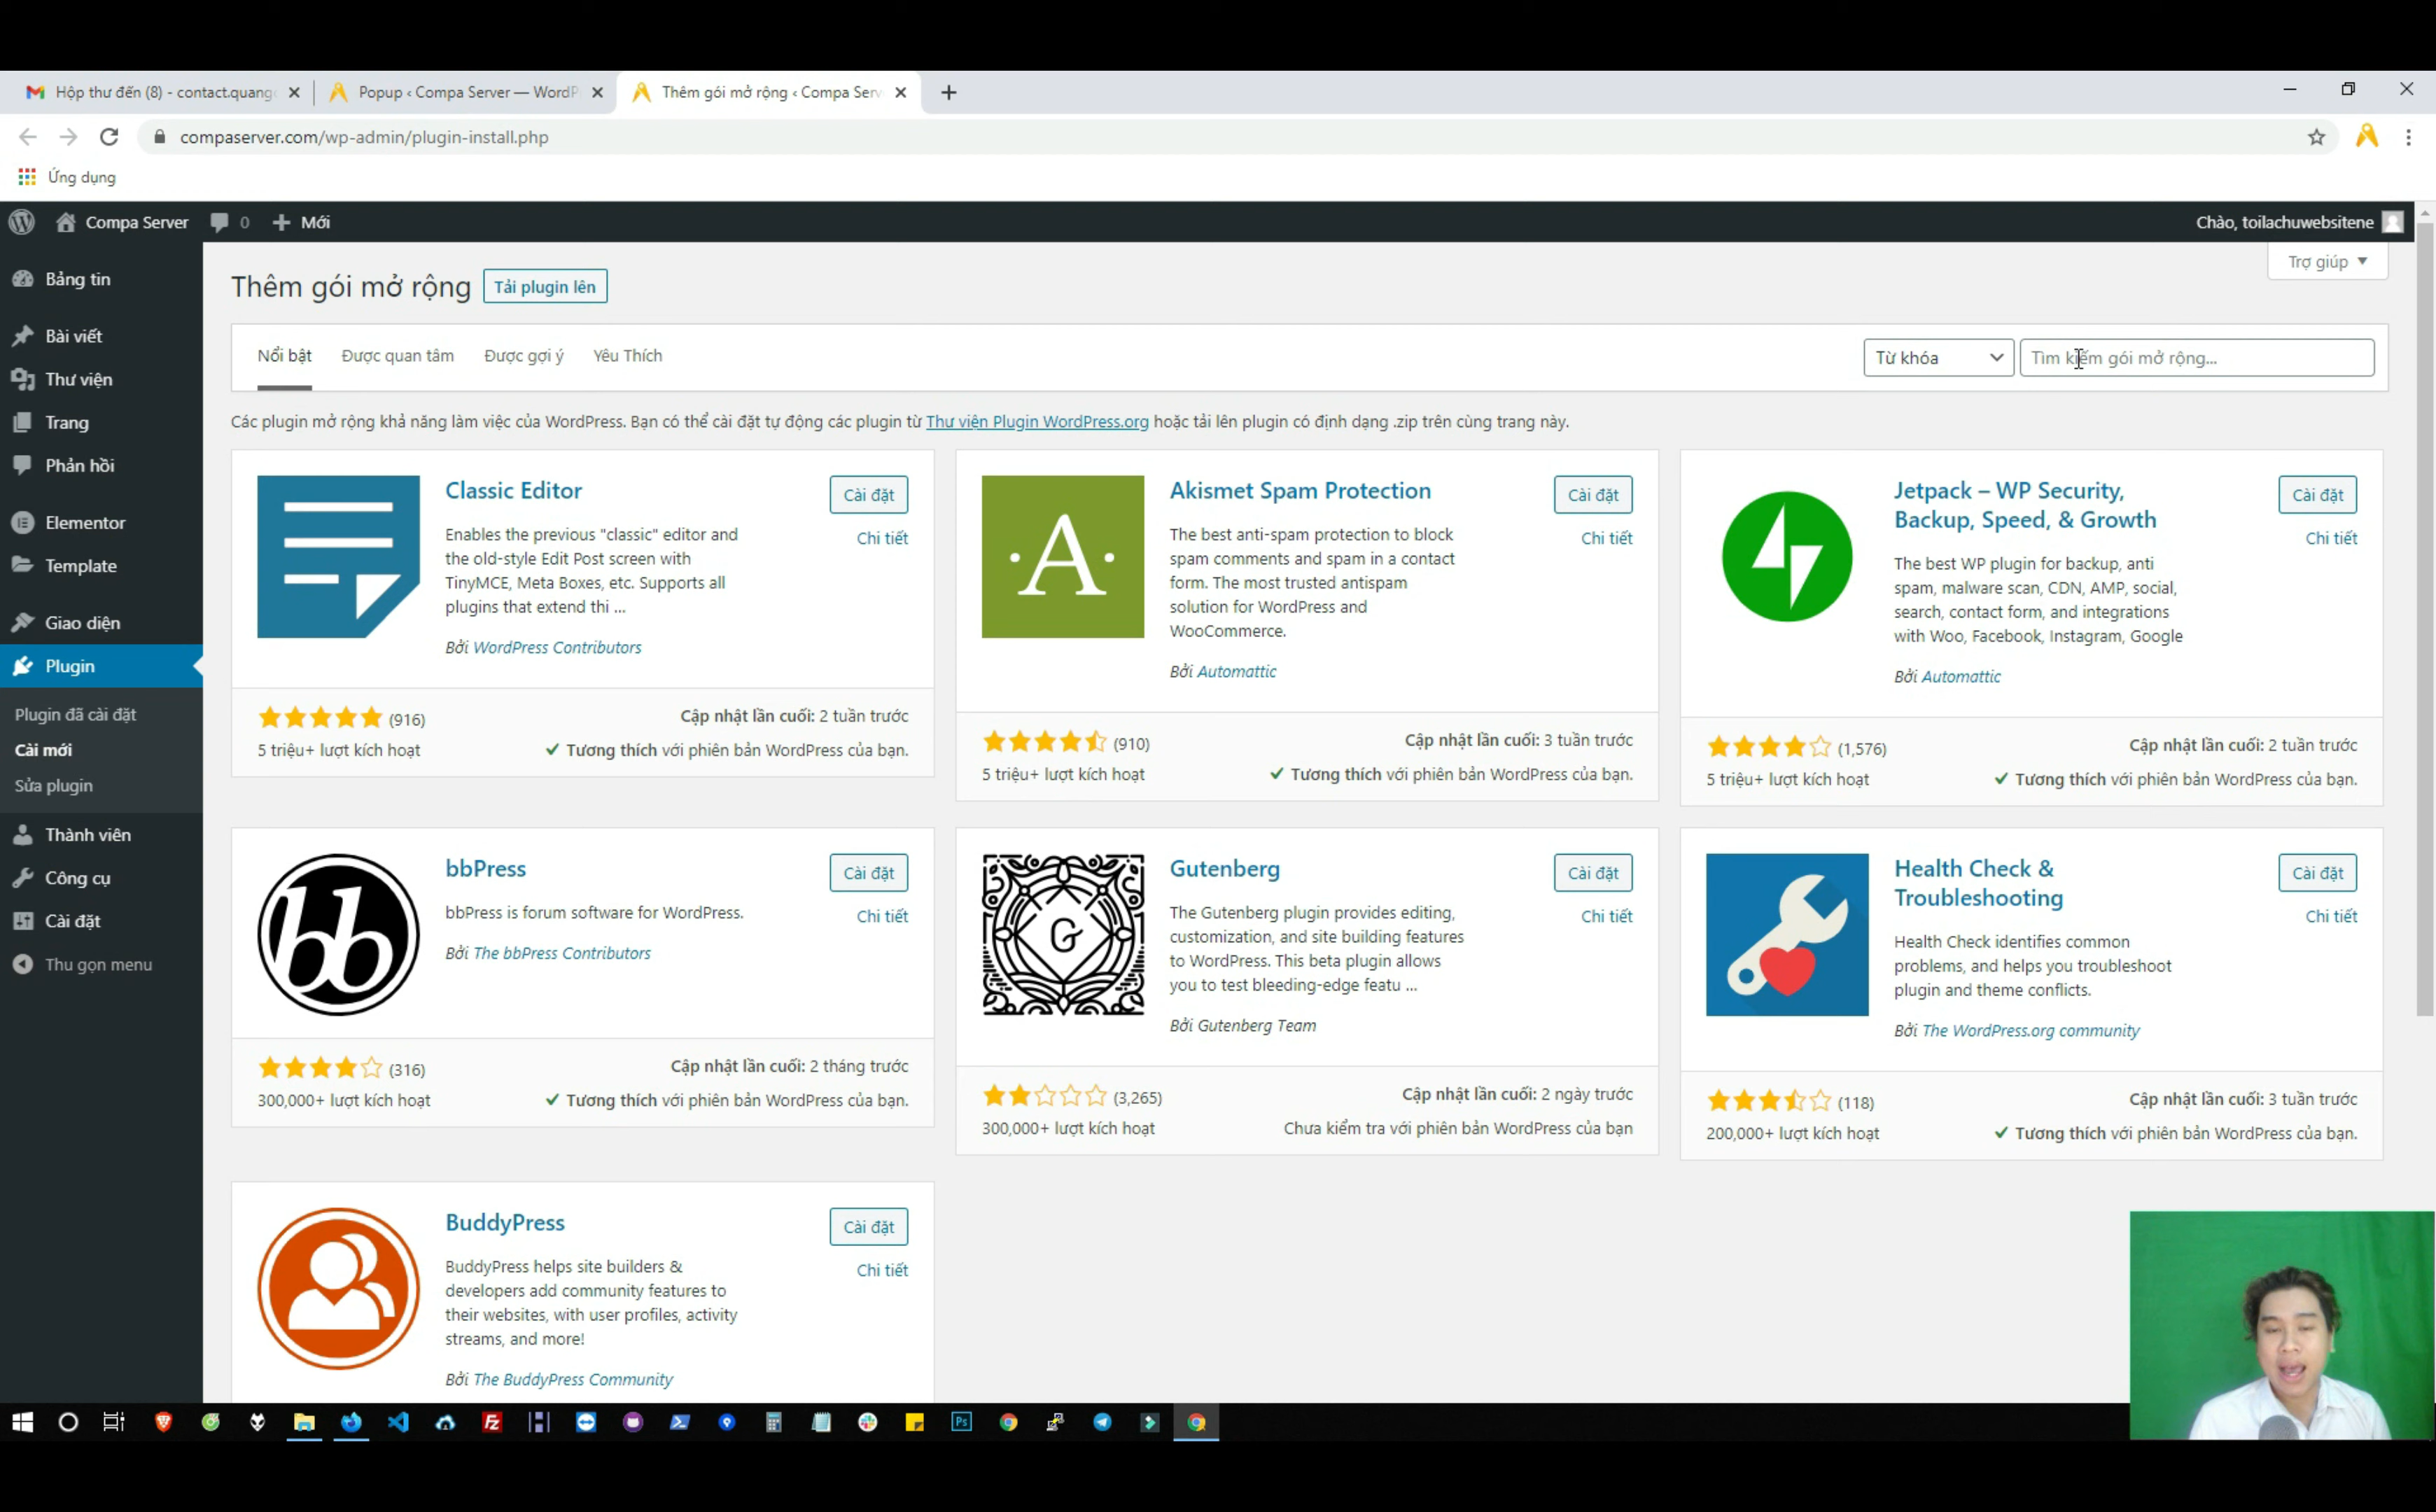 Hộp thư đến (8) - contact.quang
Popup ‹ Compa Server — WordP
Thêm gói mở rộng ‹ Compa Serv
compaserver.com/wp-admin/plugin-install.php
Ứng dụng
Compa Server
0
Mới
Chào, toilachuwebsitene
Bảng tin
Bài viết
Thư viện
Trang
Phản hồi
Elementor
Template
Giao diện
Plugin
Plugin đã cài đặt
Cài mới
Sửa plugin
Thành viên
Công cụ
Cài đặt
Thu gọn menu
Trợ giúp
Thêm gói mở rộng
Tải plugin lên
Nổi bật
Được quan tâm
Được gợi ý
Yêu Thích
Từ khóa
Tìm kiếm gói mở rộng...
Các plugin mở rộng khả năng làm việc của WordPress. Bạn có thể cài đặt tự động các plugin từ Thư viện Plugin WordPress.org hoặc tải lên plugin có định dạng .zip trên cùng trang này.
Classic Editor
Cài đặt
Chi tiết
Enables the previous "classic" editor and
the old-style Edit Post screen with
TinyMCE, Meta Boxes, etc. Supports all
plugins that extend thi ...
Bởi WordPress Contributors
(916)
Cập nhật lần cuối: 2 tuần trước
5 triệu+ lượt kích hoạt
Tương thích với phiên bản WordPress của bạn.
A
Akismet Spam Protection
Cài đặt
Chi tiết
The best anti-spam protection to block
spam comments and spam in a contact
form. The most trusted antispam
solution for WordPress and
WooCommerce.
Bởi Automattic
(910)
Cập nhật lần cuối: 3 tuần trước
5 triệu+ lượt kích hoạt
Tương thích với phiên bản WordPress của bạn.
Jetpack – WP Security,
Backup, Speed, & Growth
Cài đặt
Chi tiết
The best WP plugin for backup, anti
spam, malware scan, CDN, AMP, social,
search, contact form, and integrations
with Woo, Facebook, Instagram, Google
Bởi Automattic
(1,576)
Cập nhật lần cuối: 2 tuần trước
5 triệu+ lượt kích hoạt
Tương thích với phiên bản WordPress của bạn.
bb
bbPress
Cài đặt
Chi tiết
bbPress is forum software for WordPress.
Bởi The bbPress Contributors
(316)
Cập nhật lần cuối: 2 tháng trước
300,000+ lượt kích hoạt
Tương thích với phiên bản WordPress của bạn.
G
Gutenberg
Cài đặt
Chi tiết
The Gutenberg plugin provides editing,
customization, and site building features
to WordPress. This beta plugin allows
you to test bleeding-edge featu ...
Bởi Gutenberg Team
(3,265)
Cập nhật lần cuối: 2 ngày trước
300,000+ lượt kích hoạt
Chưa kiểm tra với phiên bản WordPress của bạn
Health Check &
Troubleshooting
Cài đặt
Chi tiết
Health Check identifies common
problems, and helps you troubleshoot
plugin and theme conflicts.
Bởi The WordPress.org community
(118)
Cập nhật lần cuối: 3 tuần trước
200,000+ lượt kích hoạt
Tương thích với phiên bản WordPress của bạn.
BuddyPress
Cài đặt
Chi tiết
BuddyPress helps site builders &
developers add community features to
their websites, with user profiles, activity
streams, and more!
Bởi The BuddyPress Community
Fz
Ps